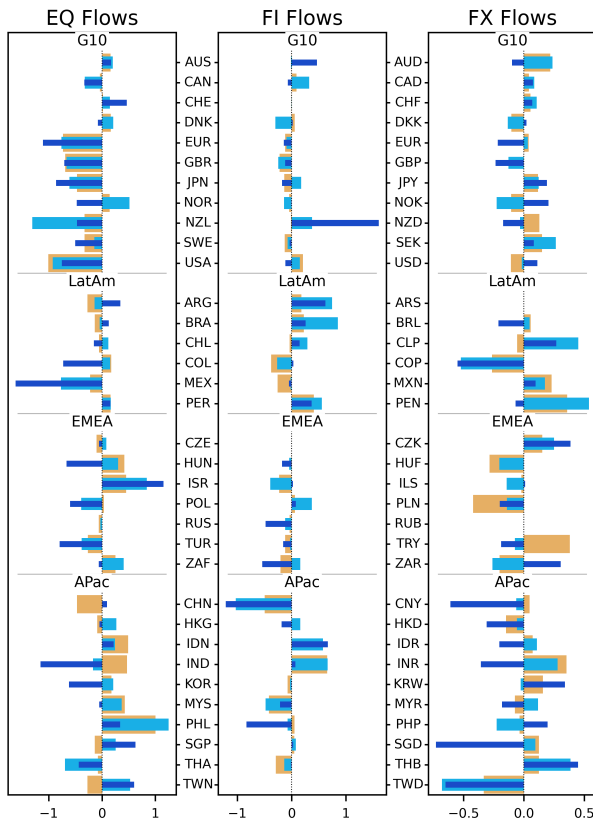 EQ Flows FI Flows FX Flows
G10 G10 G10
AUS AUD
CAN CAD
CHE CHF
DNK DKK
EUR EUR
GBR GBP
JPN JPY
NOR NOK
NZL NZD
SWE SEK
USA USD
LatAm LatAm LatAm
ARG ARS
BRA BRL
CHL CLP
COL COP
MEX MXN
PER PEN
EMEA EMEA EMEA
CZE CZK
HUN HUF
ISR ILS
POL PLN
RUS RUB
TUR TRY
ZAF ZAR
APac APac APac
CHN CNY
HKG HKD
IDN IDR
IND INR
KOR KRW
MYS MYR
PHL PHP
SGP SGD
THA THB
TWN TWD
−1 0 1 −1 0 1 −0.5 0.0 0.5